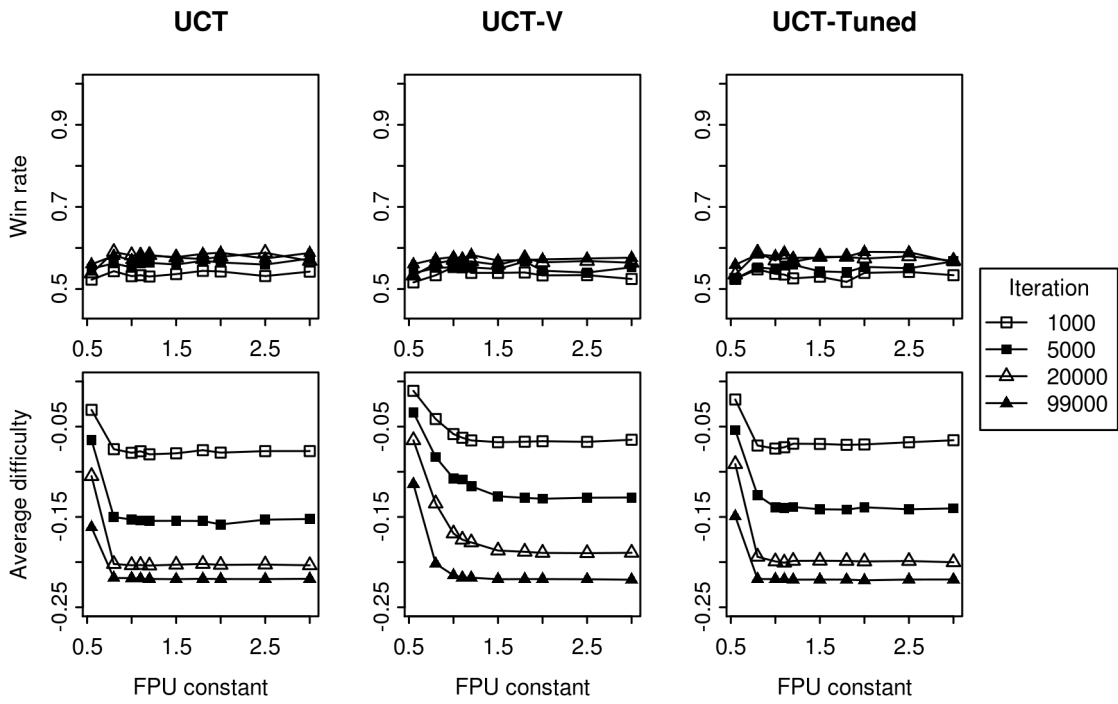 UCT UCT-V UCT-Tuned
Win rate
0.5 0.7 0.9
0.5 0.7 0.9
0.5 0.7 0.9
0.5 1.5 2.5
0.5 1.5 2.5
0.5 1.5 2.5
Average difficulty
-0.25 -0.15 -0.05
-0.25 -0.15 -0.05
-0.25 -0.15 -0.05
0.5 1.5 2.5
0.5 1.5 2.5
0.5 1.5 2.5
FPU constant FPU constant FPU constant
Iteration
1000
5000
20000
99000